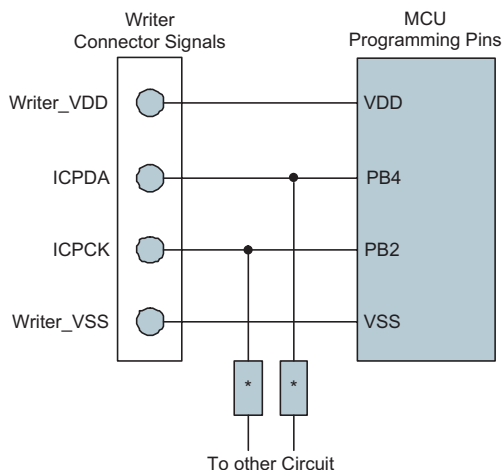 Writer
Connector Signals
MCU
Programming Pins
Writer_VDD
VDD
ICPDA
PB4
ICPCK
PB2
Writer_VSS
VSS
*
*
To other Circuit